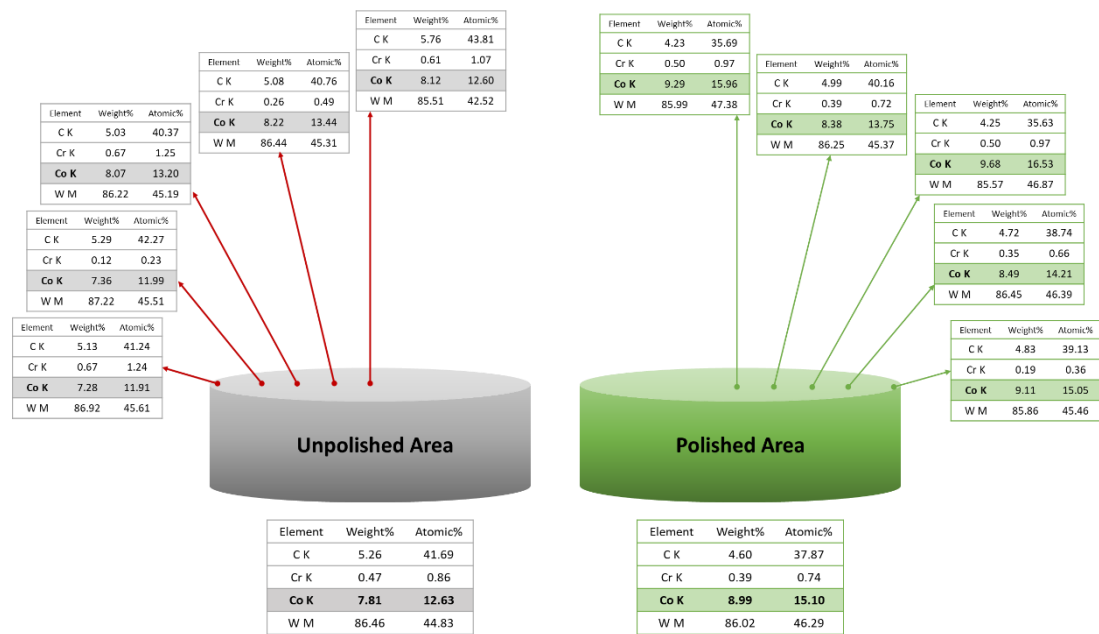 Element Weight% Atomic%
C K 5.76 43.81
Cr K 0.61 1.07
Co K 8.12 12.60
W M 85.51 42.52
Element Weight% Atomic%
C K 5.08 40.76
Cr K 0.26 0.49
Co K 8.22 13.44
W M 86.44 45.31
Element Weight% Atomic%
C K 5.03 40.37
Cr K 0.67 1.25
Co K 8.07 13.20
W M 86.22 45.19
Element Weight% Atomic%
C K 5.29 42.27
Cr K 0.12 0.23
Co K 7.36 11.99
W M 87.22 45.51
Element Weight% Atomic%
C K 5.13 41.24
Cr K 0.67 1.24
Co K 7.28 11.91
W M 86.92 45.61
Unpolished Area
Element Weight% Atomic%
C K 5.26 41.69
Cr K 0.47 0.86
Co K 7.81 12.63
W M 86.46 44.83
Element Weight% Atomic%
C K 4.23 35.69
Cr K 0.50 0.97
Co K 9.29 15.96
W M 85.99 47.38
Element Weight% Atomic%
C K 4.99 40.16
Cr K 0.39 0.72
Co K 8.38 13.75
W M 86.25 45.37
Element Weight% Atomic%
C K 4.25 35.63
Cr K 0.50 0.97
Co K 9.68 16.53
W M 85.57 46.87
Element Weight% Atomic%
C K 4.72 38.74
Cr K 0.35 0.66
Co K 8.49 14.21
W M 86.45 46.39
Element Weight% Atomic%
C K 4.83 39.13
Cr K 0.19 0.36
Co K 9.11 15.05
W M 85.86 45.46
Polished Area
Element Weight% Atomic%
C K 4.60 37.87
Cr K 0.39 0.74
Co K 8.99 15.10
W M 86.02 46.29